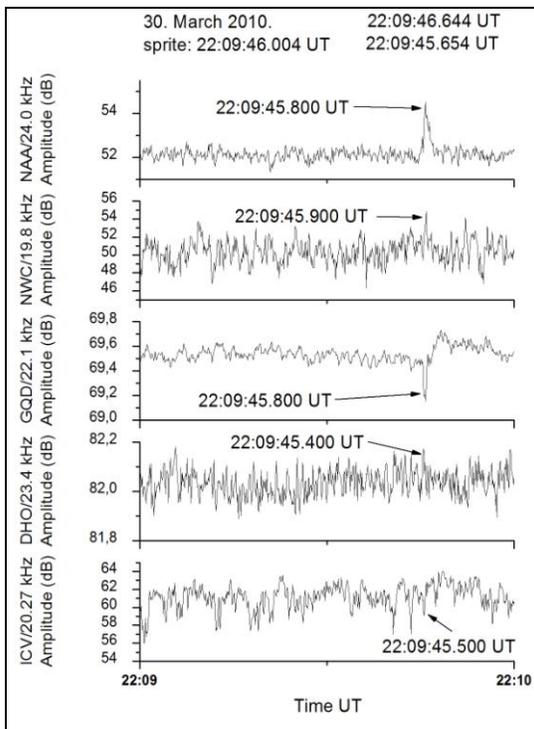 30. March 2010. 22:09:46.644 UT
sprite: 22:09:46.004 UT 22:09:45.654 UT
NAA/24.0 kHz
Amplitude (dB)
54
52
22:09:45.800 UT
NWC/19.8 kHz
Amplitude (dB)
56
54
52
50
48
46
22:09:45.900 UT
GQD/22.1 khz
Amplitude (dB)
69,8
69,6
69,4
69,2
69,0
22:09:45.800 UT
DHO/23.4 kHz
Amplitude (dB)
82,2
82,0
81,8
22:09:45.400 UT
ICV/20.27 kHz
Amplitude (dB)
64
62
60
58
56
54
22:09:45.500 UT
22:09 22:10
Time UT